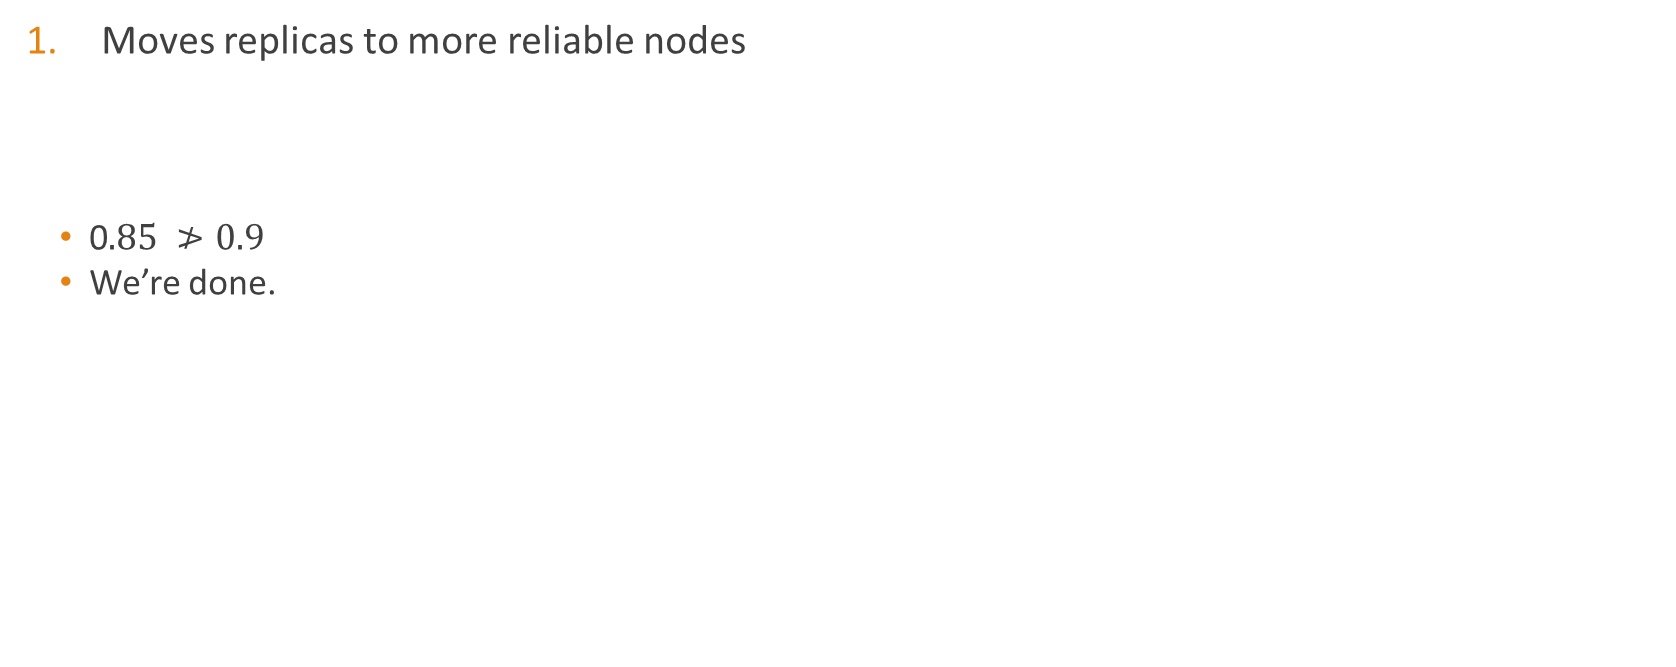 1. Moves replicas to more reliable nodes
• 0.85 ≯ 0.9
• We’re done.